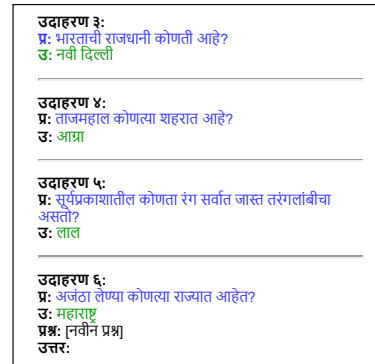 उदाहरण ३:
प्र: भारताची राजधानी कोणती आहे?
उ: नवी दिल्ली
उदाहरण ४:
प्र: ताजमहाल कोणत्या शहरात आहे?
उ: आग्रा
उदाहरण ५:
प्र: सूर्यप्रकाशातील कोणता रंग सर्वात जास्त तरंगलांबीचा
असतो?
उ: लाल
उदाहरण ६:
प्र: अजंठा लेण्या कोणत्या राज्यात आहेत?
उ: महाराष्ट्र
प्रश्न: [नवीन प्रश्न]
उत्तर: